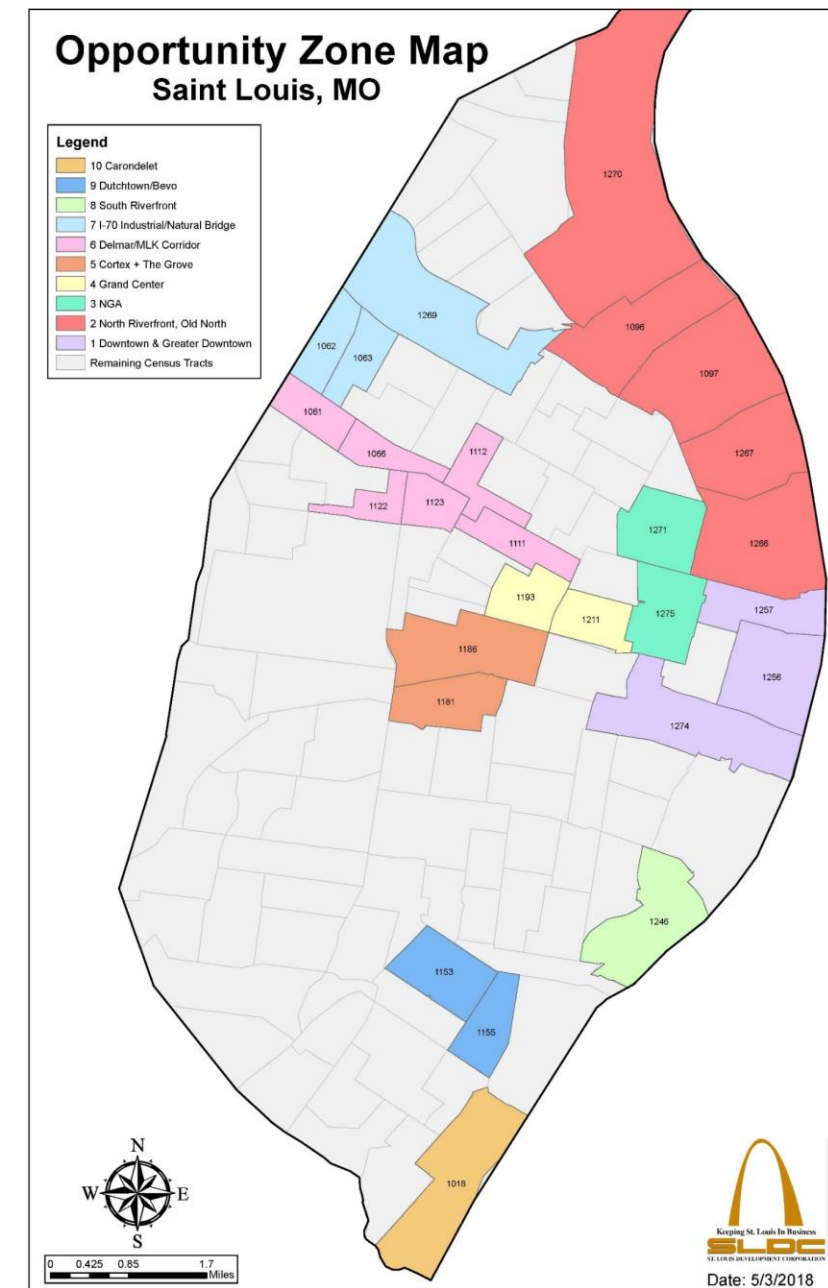 Opportunity Zone Map
Saint Louis, MO
Legend
10 Carondelet
9 Dutchtown/Bevo
8 South Riverfront
7 I-70 Industrial/Natural Bridge
6 Delmar/MLK Corridor
5 Cortex + The Grove
4 Grand Center
3 NGA
2 North Riverfront, Old North
1 Downtown & Greater Downtown
Remaining Census Tracts
1270
1269
1096
1062
1063
1097
1061
1066
1112
1267
1122
1123
1271
1111
1266
1193
1211
1275
1257
1186
1256
1181
1274
1246
1153
1155
1018
N
W
E
S
0 0.425 0.85 1.7
Miles
Keeping St. Louis In Business
SLDC
ST. LOUIS DEVELOPMENT CORPORATION
Date: 5/3/2018